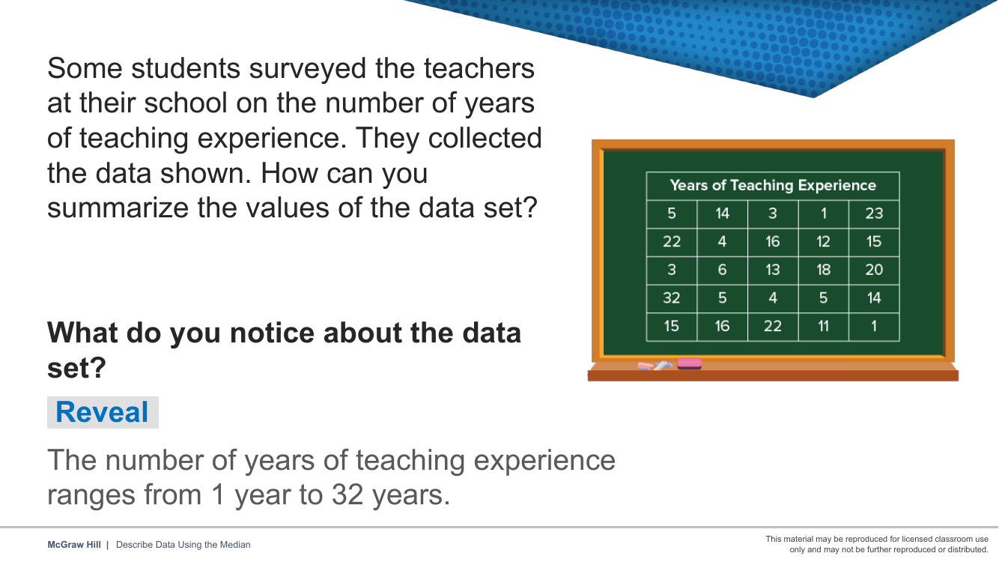 Some students surveyed the teachers
at their school on the number of years
of teaching experience. They collected
the data shown. How can you
summarize the values of the data set?
Years of Teaching Experience
5 14 3 1 23
22 4 16 12 15
3 6 13 18 20
32 5 4 5 14
15 16 22 11 1
What do you notice about the data
set?
Reveal
The number of years of teaching experience
ranges from 1 year to 32 years.
McGraw Hill | Describe Data Using the Median
This material may be reproduced for licensed classroom use
only and may not be further reproduced or distributed.